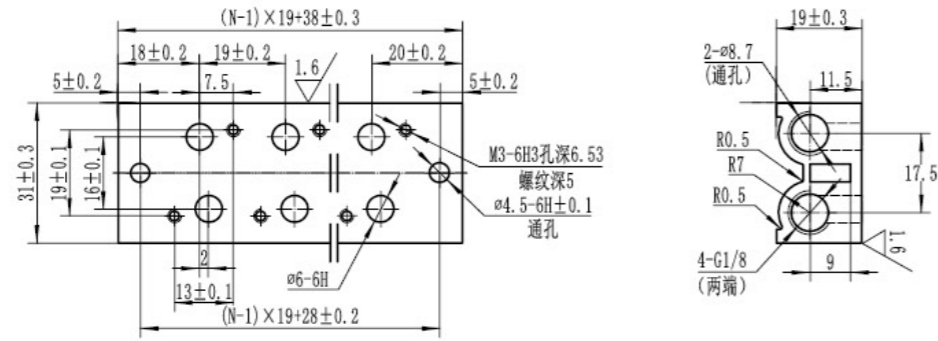 (N-1)×19+38±0.3
18±0.2
19±0.2
20±0.2
1.6
5±0.2
7.5
5±0.2
31±0.3
19±0.1
16±0.1
M3-6H3孔深6.53
螺纹深5
ø4.5-6H±0.1
通孔
2
ø6-6H
13±0.1
(N-1)×19+28±0.2
19±0.3
2-ø8.7
(通孔)
11.5
R0.5
R7
R0.5
17.5
4-G1/8
(两端)
9
1.6